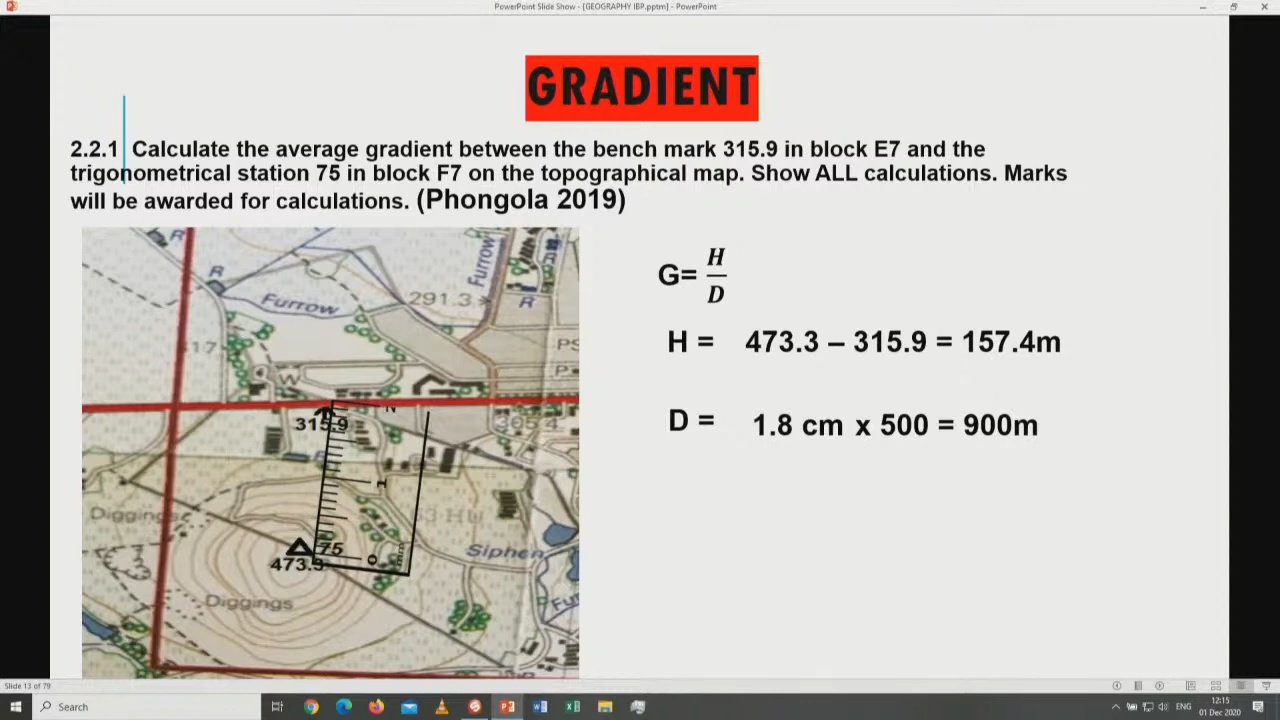 PowerPoint Slide Show - [GEOGRAPHY IBP.pptm] - PowerPoint
GRADIENT
2.2.1 Calculate the average gradient between the bench mark 315.9 in block E7 and the
trigonometrical station 75 in block F7 on the topographical map. Show ALL calculations. Marks
will be awarded for calculations. (Phongola 2019)
R
R
Furrow
Furrow
291.3
R
G= H
D
H = 473.3 – 315.9 = 157.4m
D = 1.8 cm x 500 = 900m
W
P
315.9
2
1
0
Diggings
Siphen
75
473.3
Diggings
Slide 13 of 79
Search
ENG
12:15
01 Dec 2020